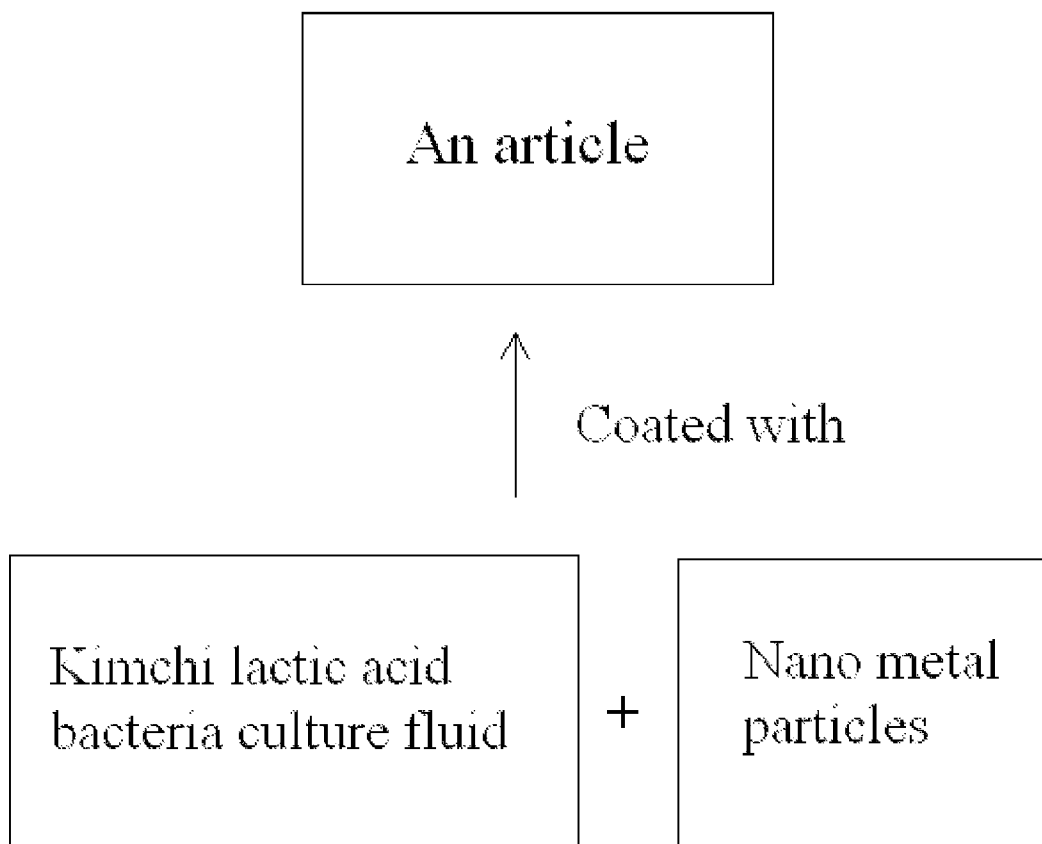 An article
Coated with
Kimchi lactic acid
bacteria culture fluid
+
Nano metal
particles